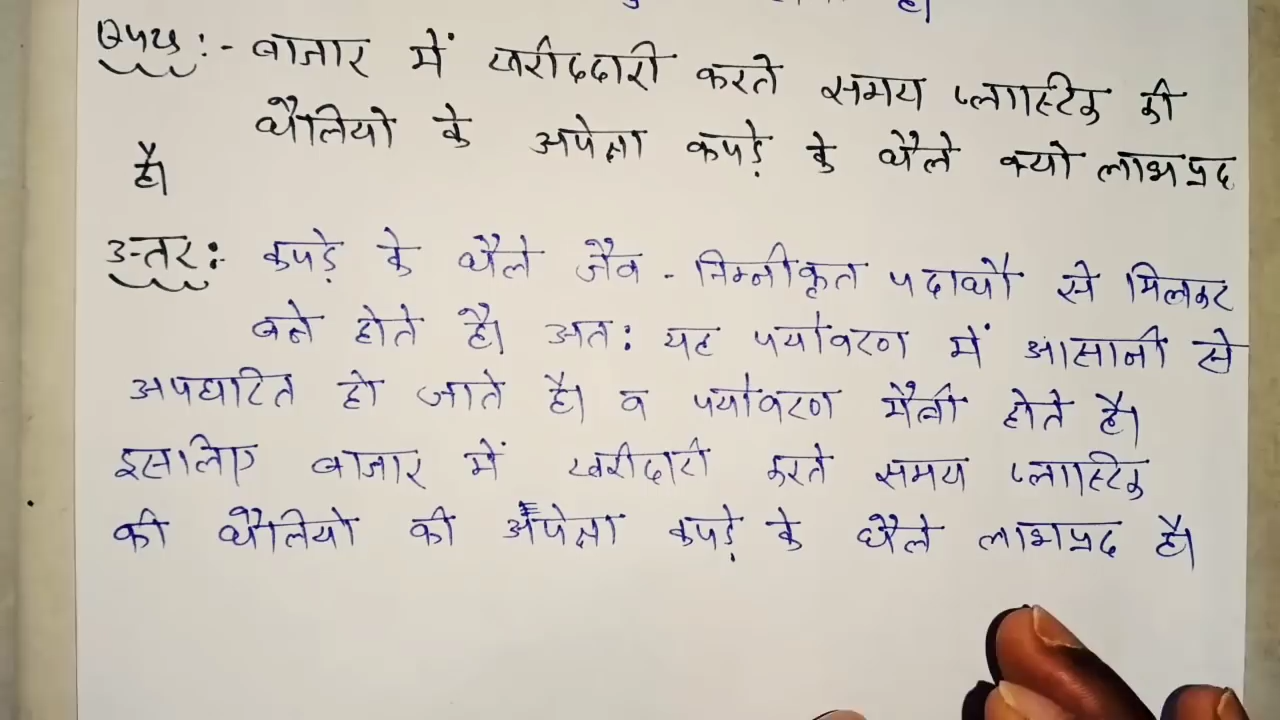 है।
प्रश्न :- बाजार में खरीददारी करते समय प्लास्टिक की
थैलियो के अपेक्षा कपड़े के थैले क्यो लाभप्रद
है।
उत्तर :- कपड़े के थैले जैव - निम्नीकृत पदार्थो से मिलकर
बने होते है। अत: यह पर्यावरण में आसानी से
अपघटित हो जाते है। व पर्यावरण मैत्री होते है।
इसलिए बाजार में खरीदारी करते समय प्लास्टिक
की थैलियो की अपेक्षा कपड़े के थैले लाभप्रद है।